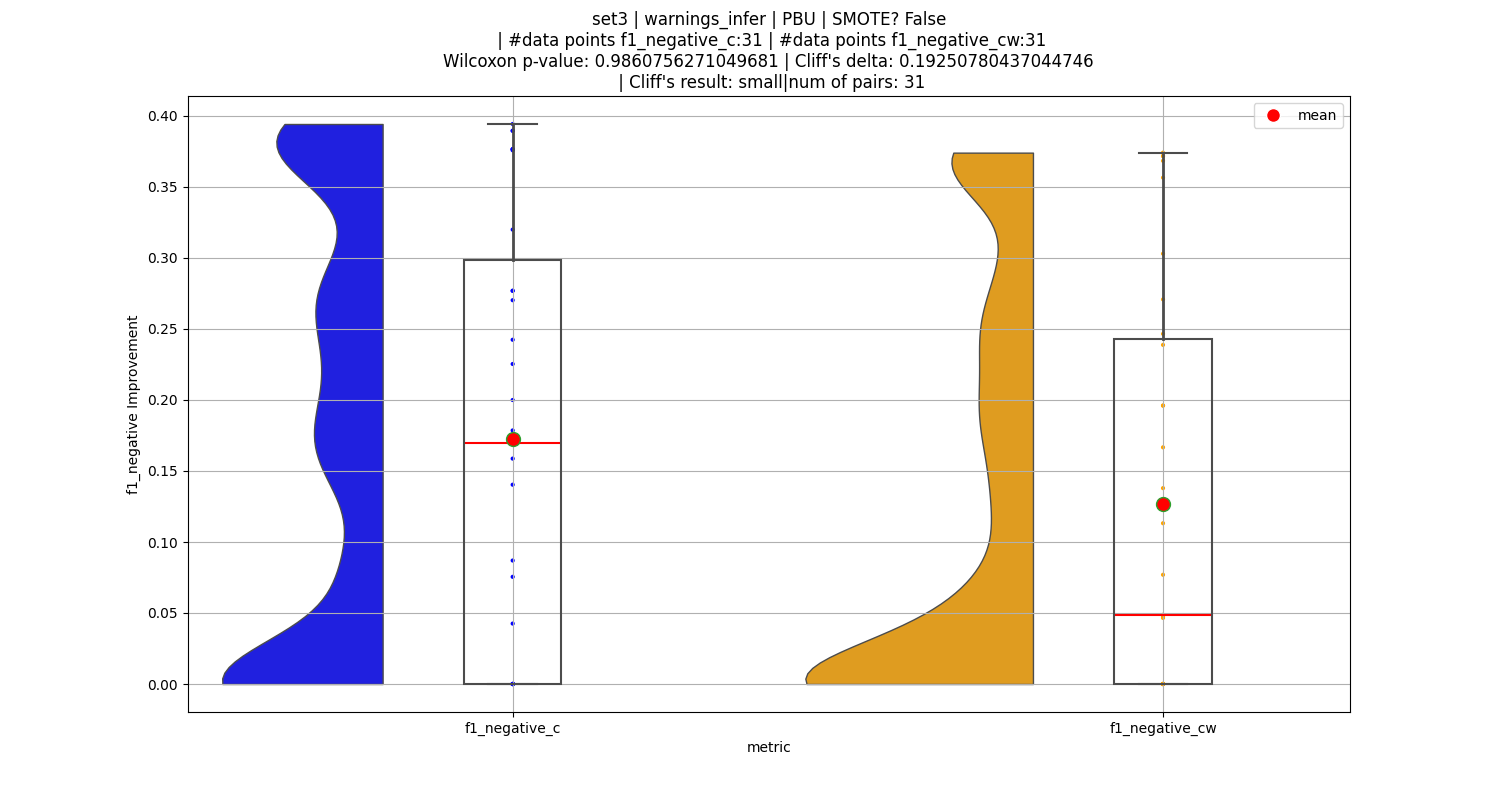 set3 | warnings_infer | PBU | SMOTE? False
| #data points f1_negative_c:31 | #data points f1_negative_cw:31
Wilcoxon p-value: 0.9860756271049681 | Cliff's delta: 0.19250780437044746
| Cliff's result: small|num of pairs: 31
mean
0.40
0.35
0.30
0.25
0.20
0.15
0.10
0.05
0.00
f1_negative Improvement
f1_negative_c
f1_negative_cw
metric